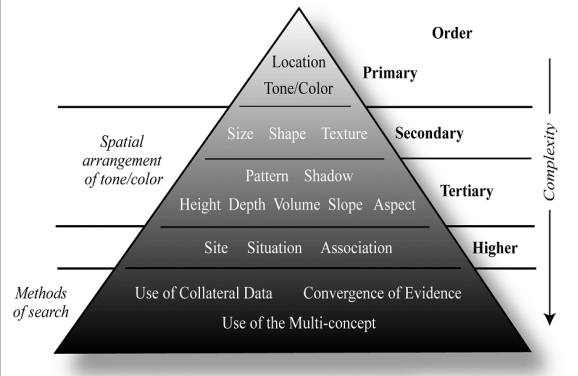 Order
Location
Tone/Color
Primary
Spatial
arrangement
of tone/color
Size Shape Texture
Secondary
Pattern Shadow
Height Depth Volume Slope Aspect
Tertiary
Site Situation Association
Higher
Complexity
Methods
of search
Use of Collateral Data Convergence of Evidence
Use of the Multi-concept